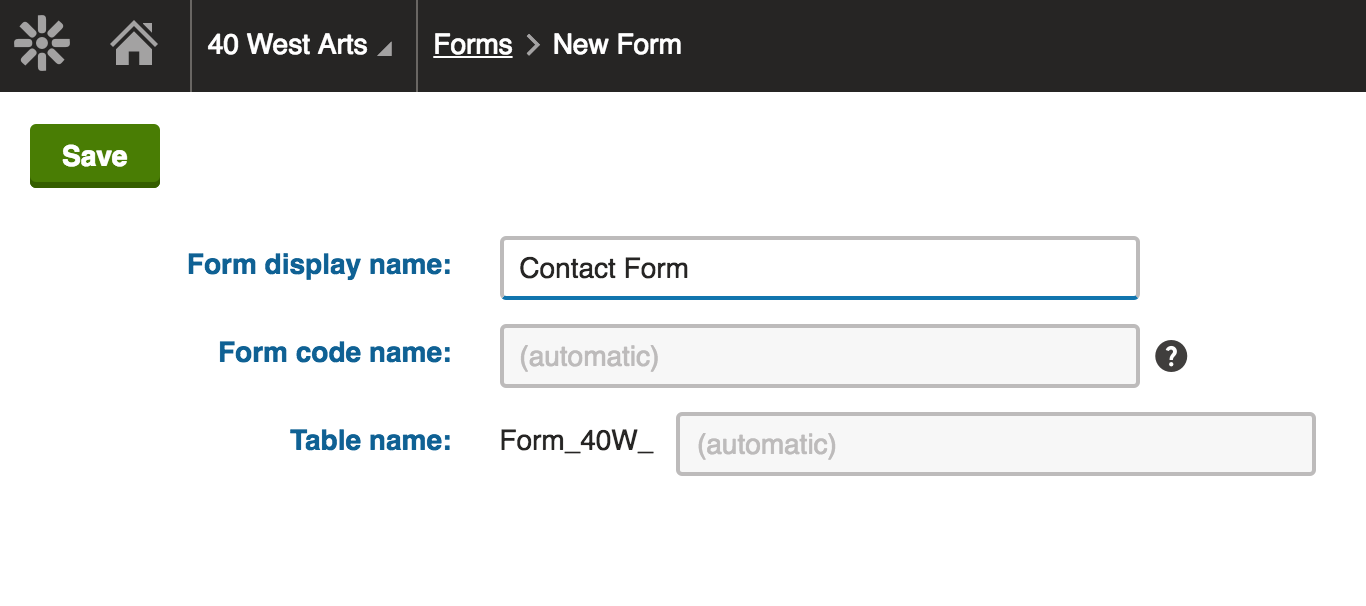 40 West Arts Forms > New Form
Save
Form display name: Contact Form
Form code name: (automatic) ?
Table name: Form_40W_ (automatic)